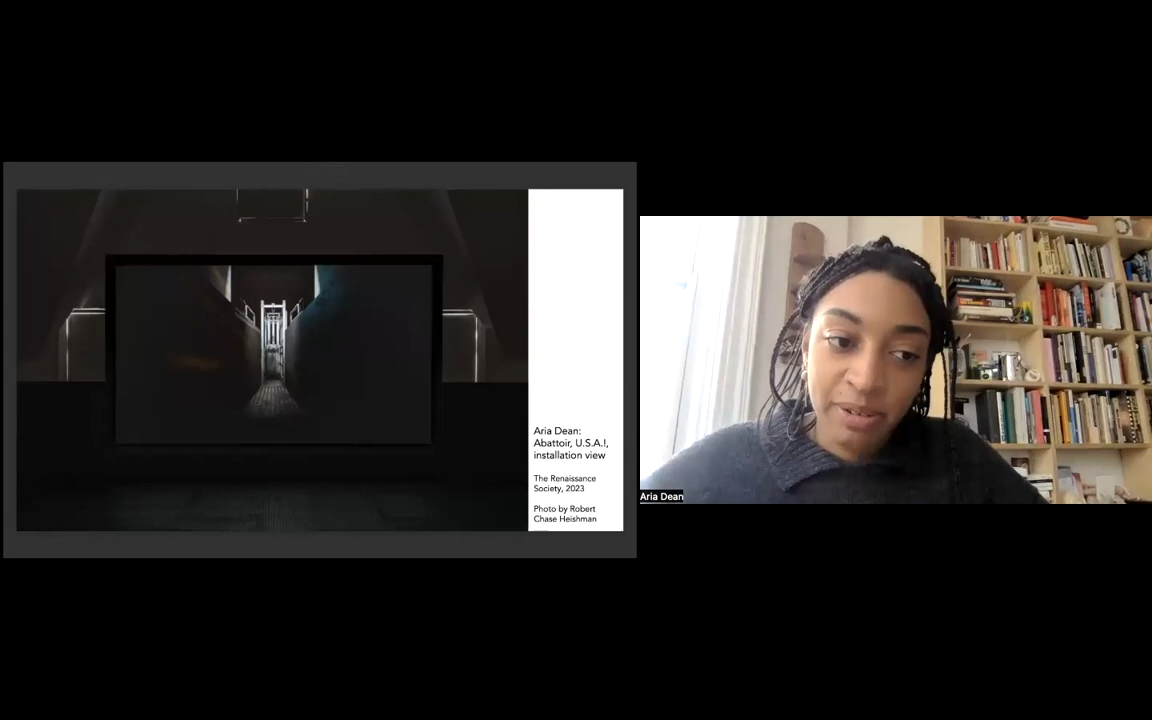 Aria Dean:
Abattoir, U.S.A.!,
installation view
The Renaissance
Society, 2023
Photo by Robert
Chase Heishman
Aria Dean